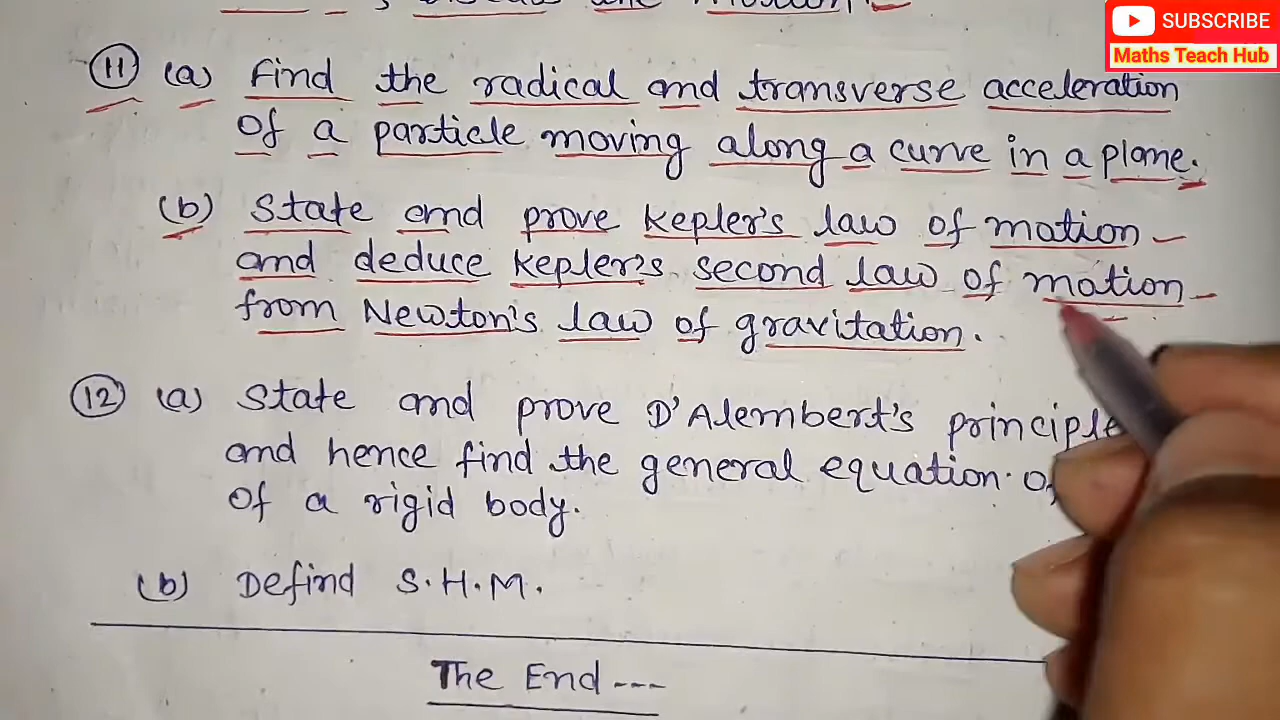 SUBSCRIBE
Maths Teach Hub
(11) (a) Find the radical and transverse acceleration
of a particle moving along a curve in a plane.
(b) State and prove Kepler's law of motion
and deduce Kepler's second law of motion
from Newton's law of gravitation.
(12) (a) State and prove D'Alembert's principle
and hence find the general equation of
of a rigid body.
(b) Defind S.H.M.
The End---